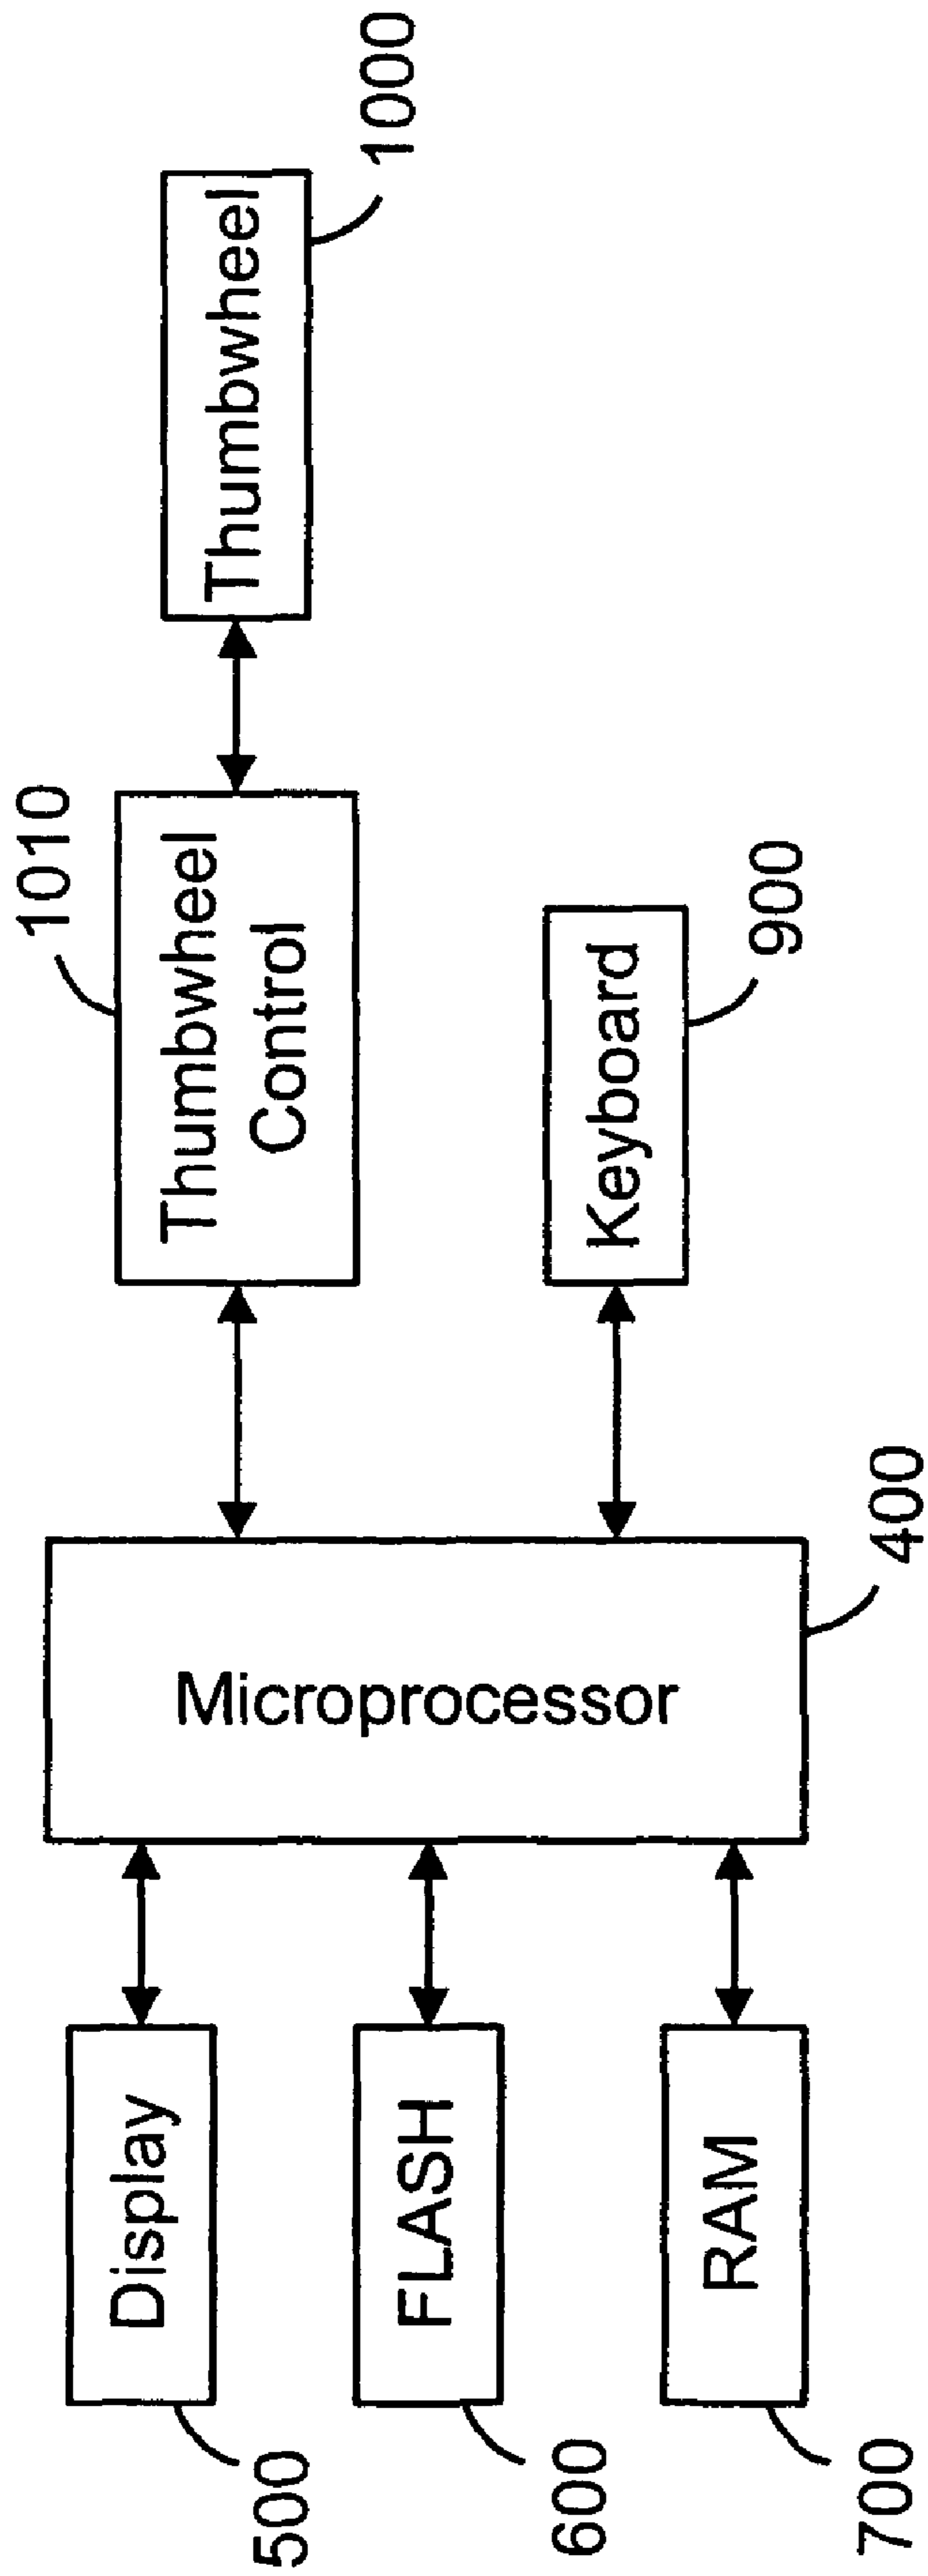 1010
Thumbwheel
Control
Thumbwheel
1000
Display
500
Microprocessor
400
Keyboard
900
FLASH
600
RAM
700